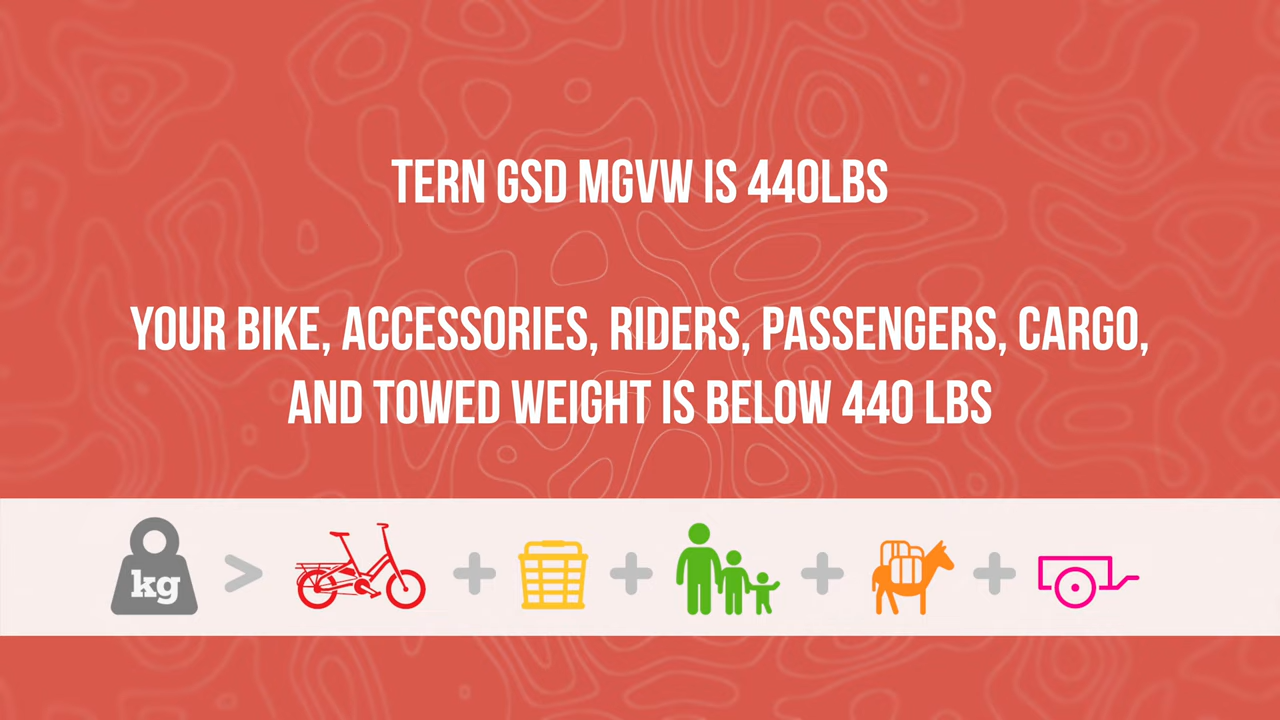 TERN GSD MGVW IS 440LBS
YOUR BIKE, ACCESSORIES, RIDERS, PASSENGERS, CARGO,
AND TOWED WEIGHT IS BELOW 440 LBS
kg > + + + +